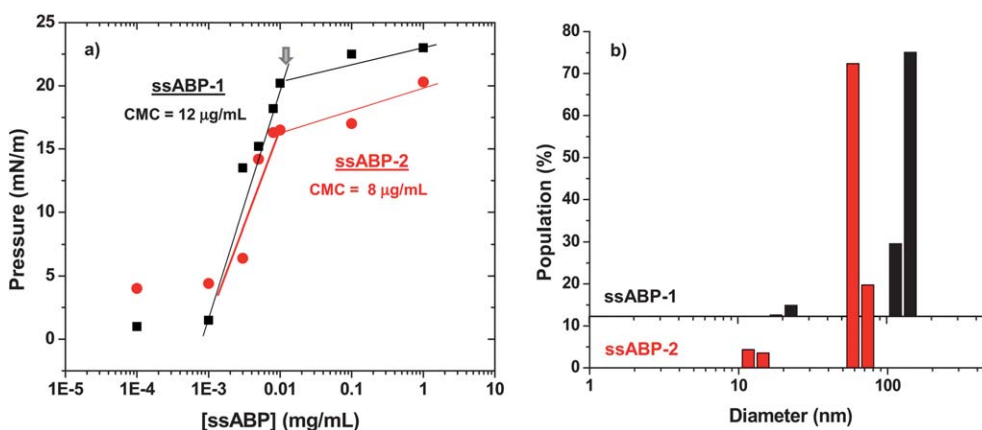 a)
ssABP-1
CMC = 12 μg/mL
ssABP-2
CMC = 8 μg/mL
Pressure (mN/m)
25
20
15
10
5
0
1E-5 1E-4 1E-3 0.01 0.1 1
[ssABP] (mg/mL)
b)
Population (%)
80
70
60
50
40
30
20
10
0
ssABP-1
ssABP-2
1 10 100
Diameter (nm)